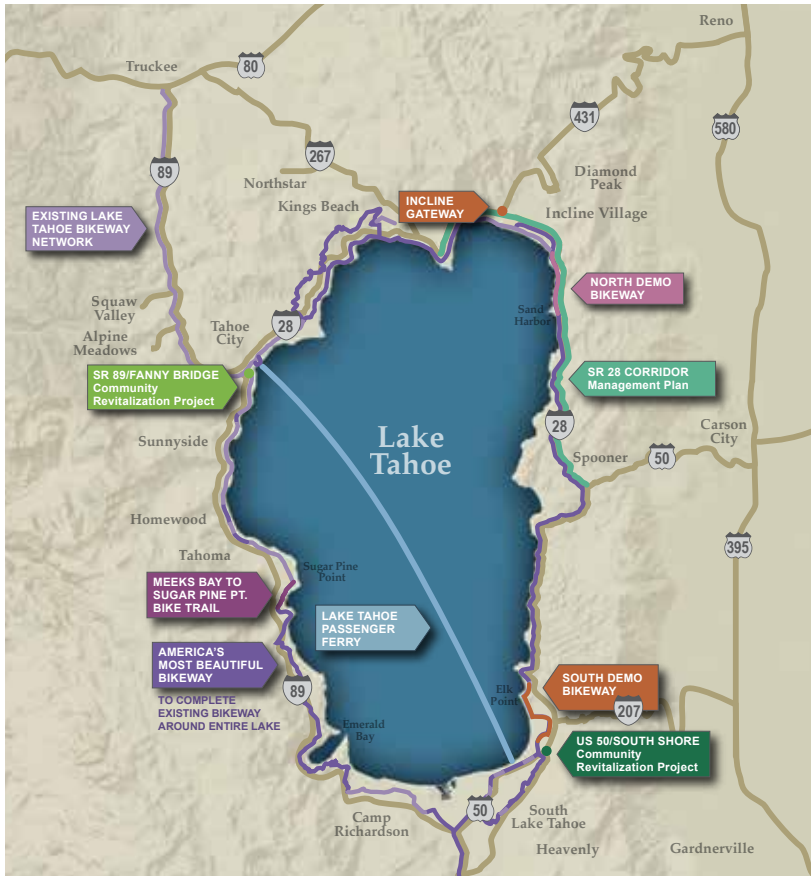 Reno
Truckee
80
431
580
267
89
Diamond
Peak
Northstar
Kings Beach
INCLINE
GATEWAY
Incline Village
EXISTING LAKE
TAHOE BIKEWAY
NETWORK
NORTH DEMO
BIKEWAY
Squaw
Valley
Sand
Harbor
28
Tahoe
City
Alpine
Meadows
SR 89/FANNY BRIDGE
Community
Revitalization Project
SR 28 CORRIDOR
Management Plan
28
Carson
City
Lake
Tahoe
Sunnyside
Spooner
50
Homewood
395
Tahoma
Sugar Pine
Point
MEEKS BAY TO
SUGAR PINE PT.
BIKE TRAIL
LAKE TAHOE
PASSENGER
FERRY
AMERICA'S
MOST BEAUTIFUL
BIKEWAY
SOUTH DEMO
BIKEWAY
89
Elk
Point
TO COMPLETE
EXISTING BIKEWAY
AROUND ENTIRE LAKE
207
Emerald
Bay
US 50/SOUTH SHORE
Community
Revitalization Project
50
Camp
Richardson
South
Lake Tahoe
Heavenly
Gardnerville